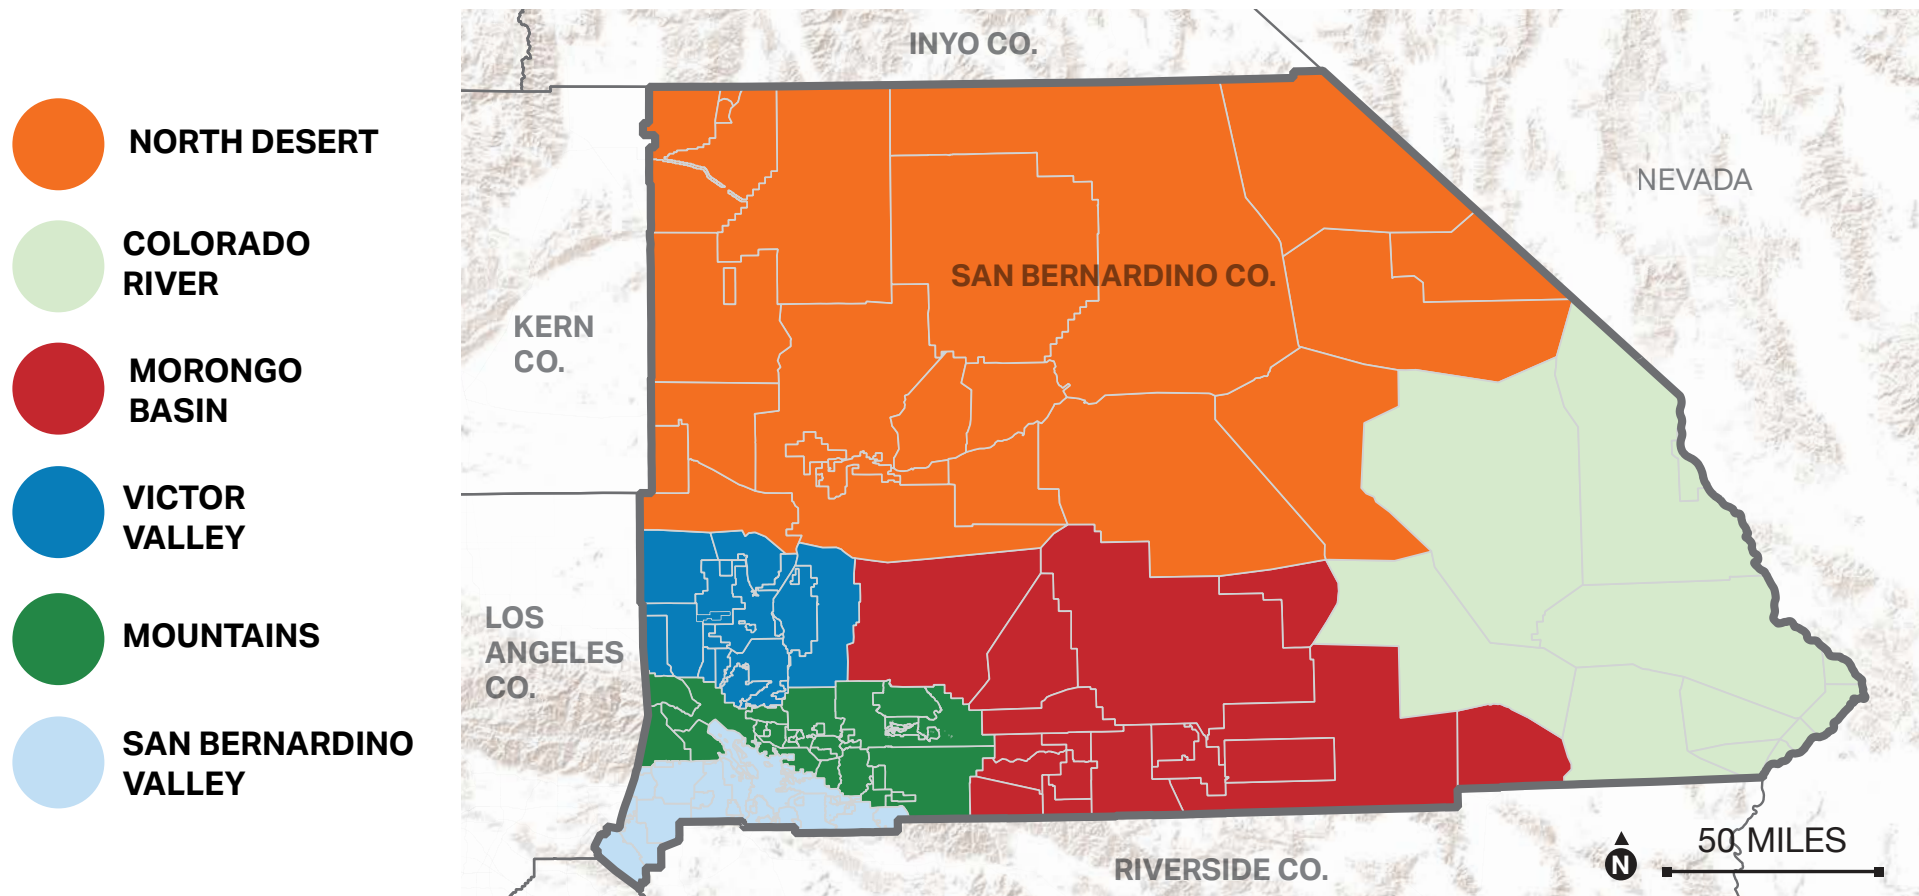 NORTH DESERT
COLORADO
RIVER
MORONGO
BASIN
VICTOR
VALLEY
MOUNTAINS
SAN BERNARDINO
VALLEY
INYO CO.
NEVADA
SAN BERNARDINO CO.
KERN
CO.
LOS
ANGELES
CO.
RIVERSIDE CO.
N
50 MILES